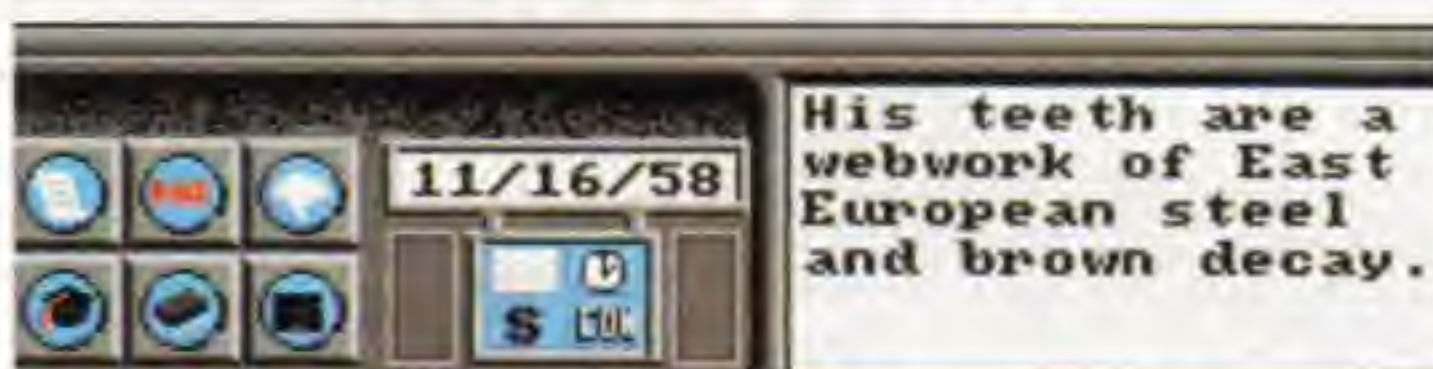 11/16/58
$
His teeth are a
webwork of East
European steel
and brown decay.